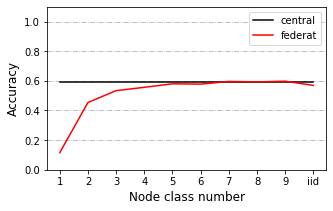 central
federat
1.0
0.8
0.6
0.4
0.2
0.0
Accuracy
1 2 3 4 5 6 7 8 9 iid
Node class number